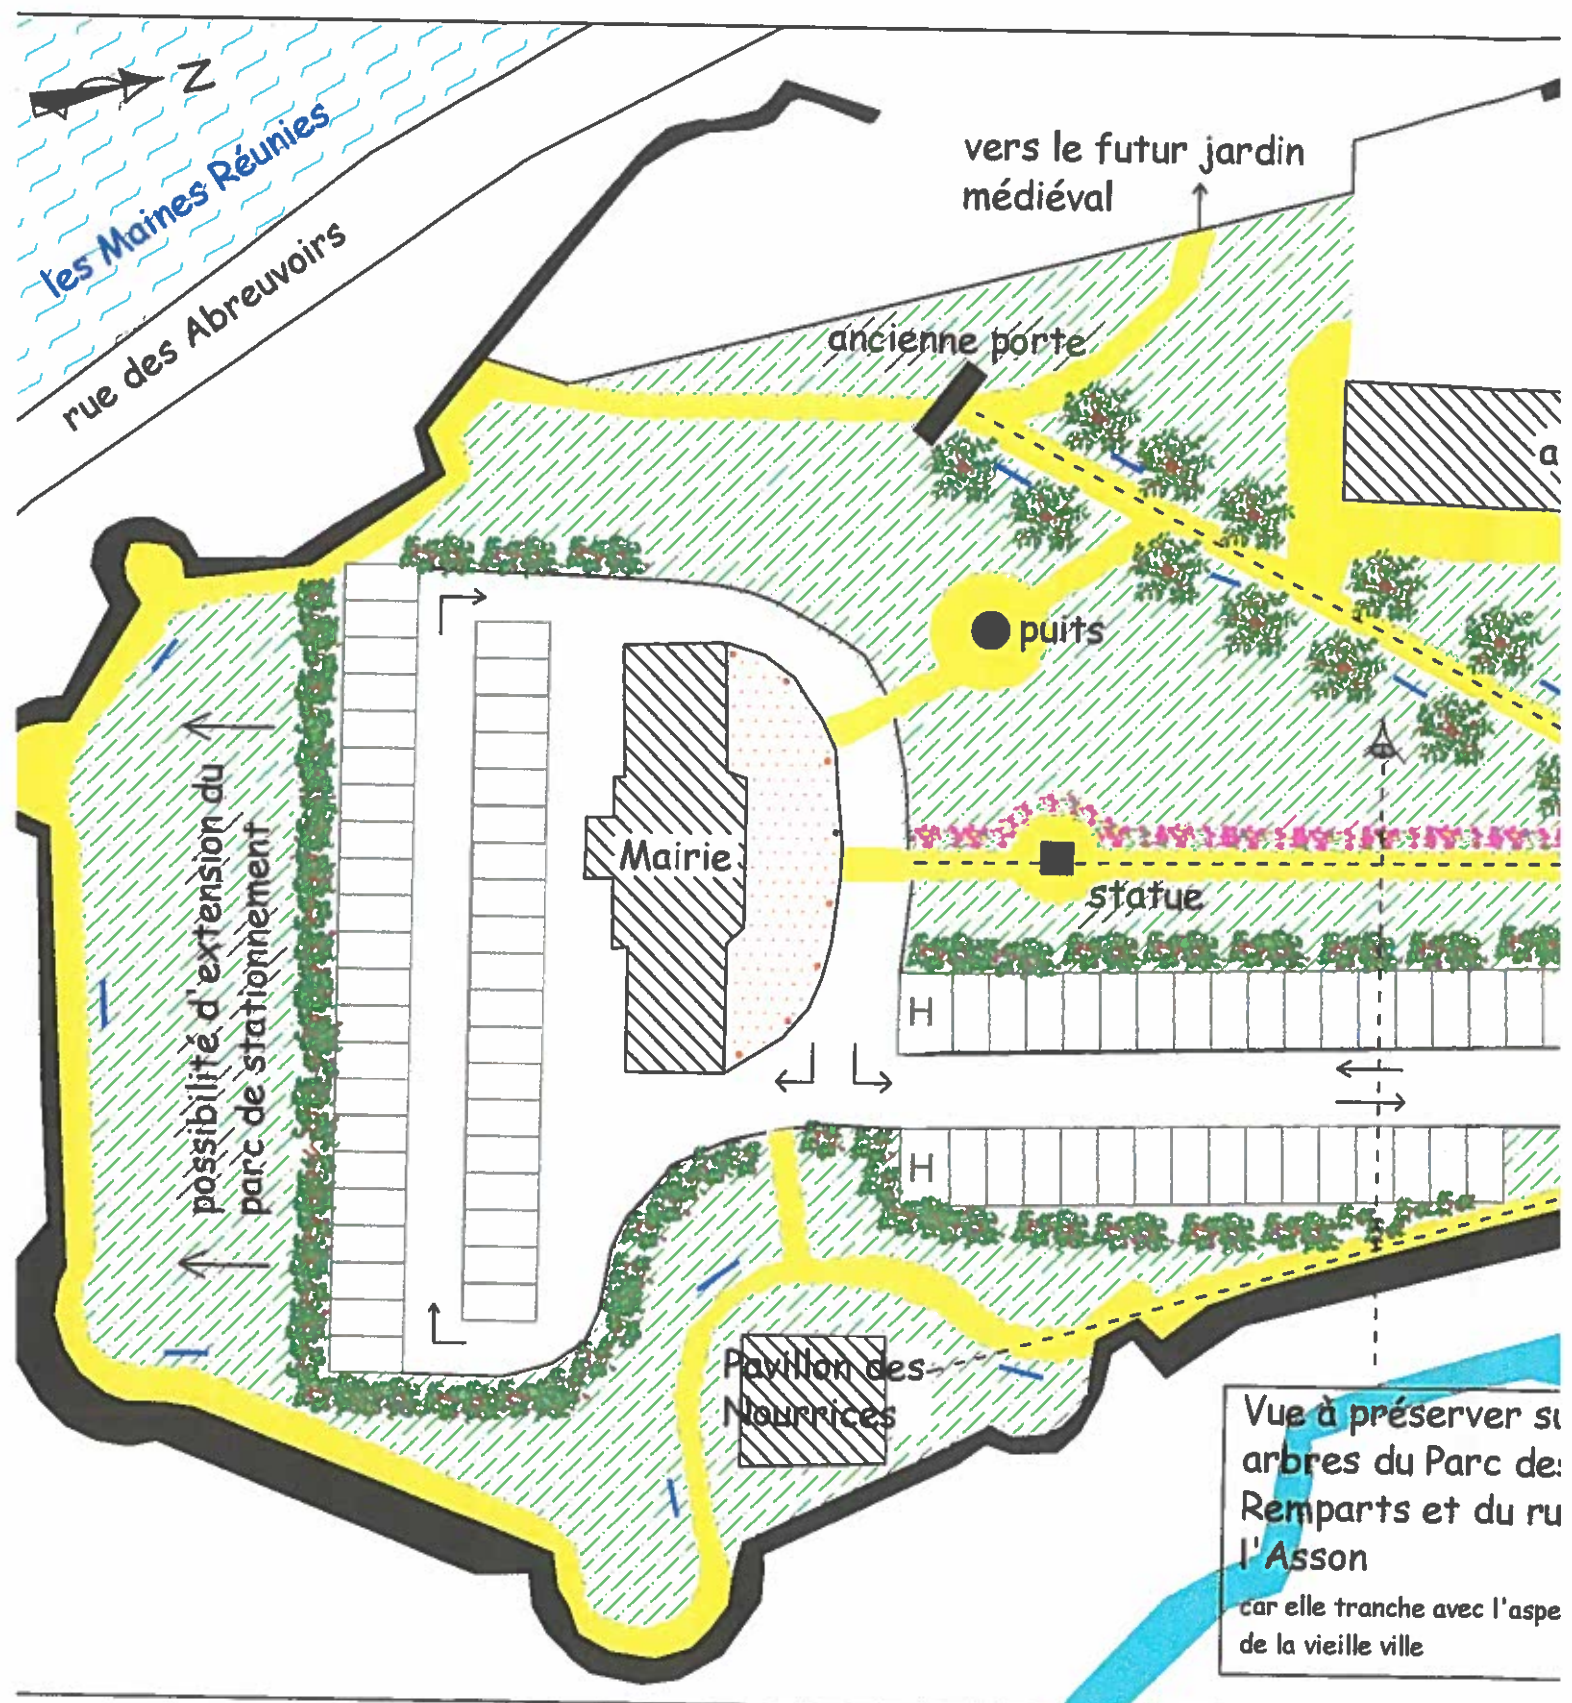 N
les Maines Réunies
rue des Abreuvoirs
vers le futur jardin
médiéval
ancienne porte
a
puits
possibilité d'extension du
parc de stationnement
Mairie
statue
H
H
Pavillon des
Nourrices
Vue à préserver su
arbres du Parc des
Remparts et du ru
l'Asson
car elle tranche avec l'aspe
de la vieille ville